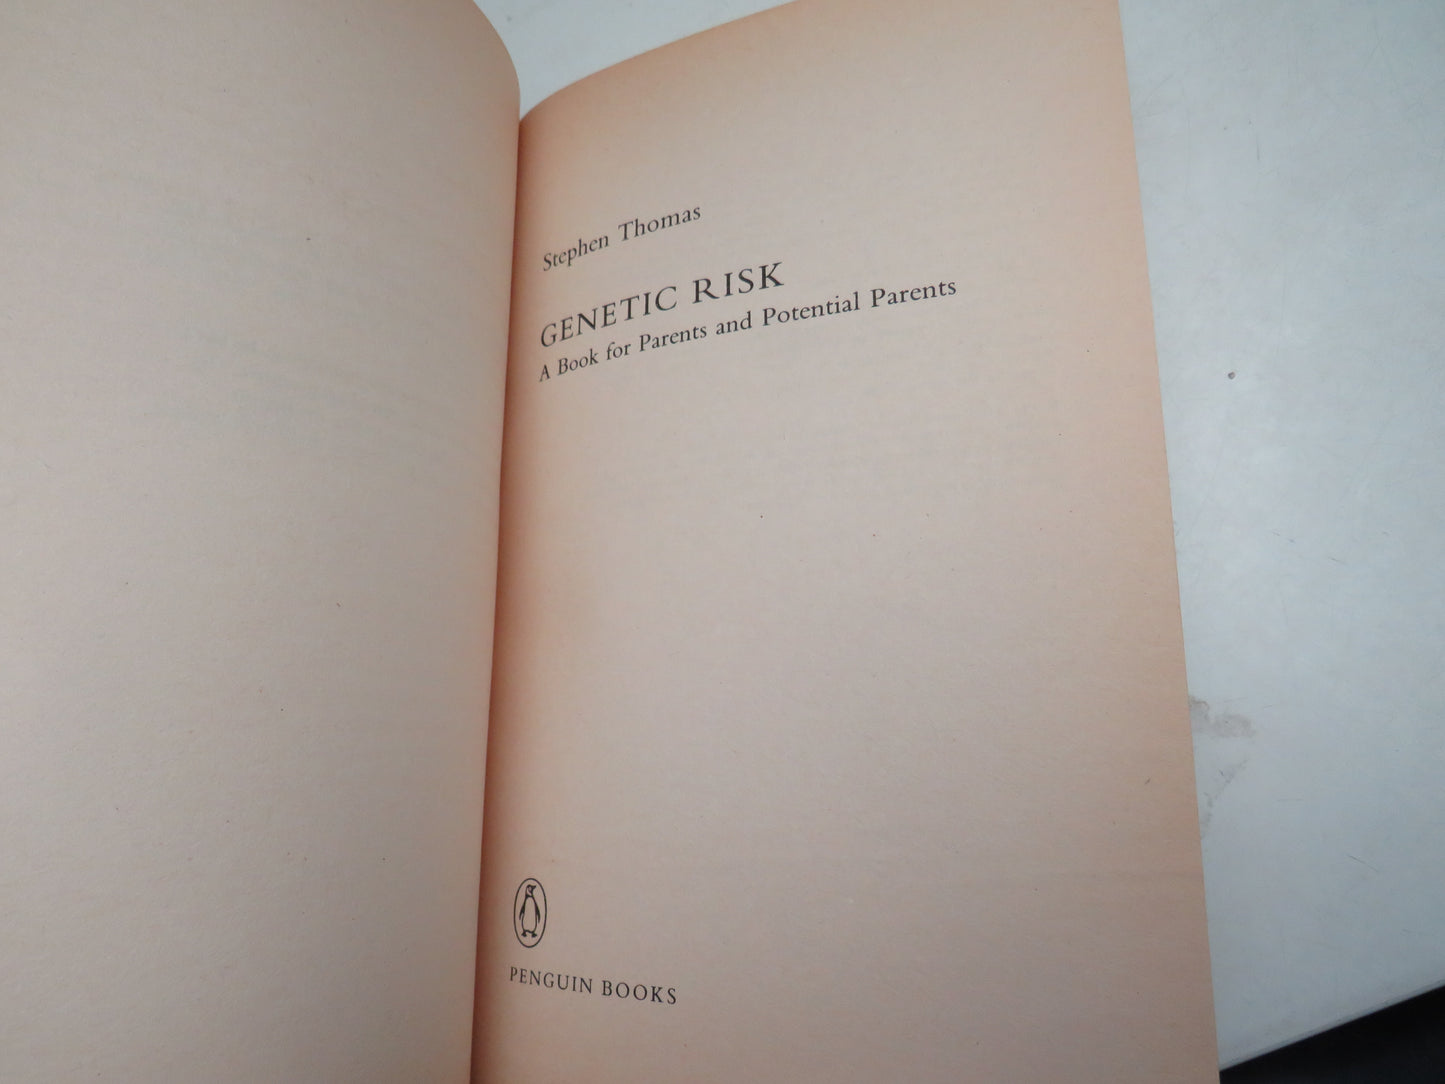 Stephen Thomas
GENETIC RISK
A Book for Parents and Potential Parents
PENGUIN BOOKS